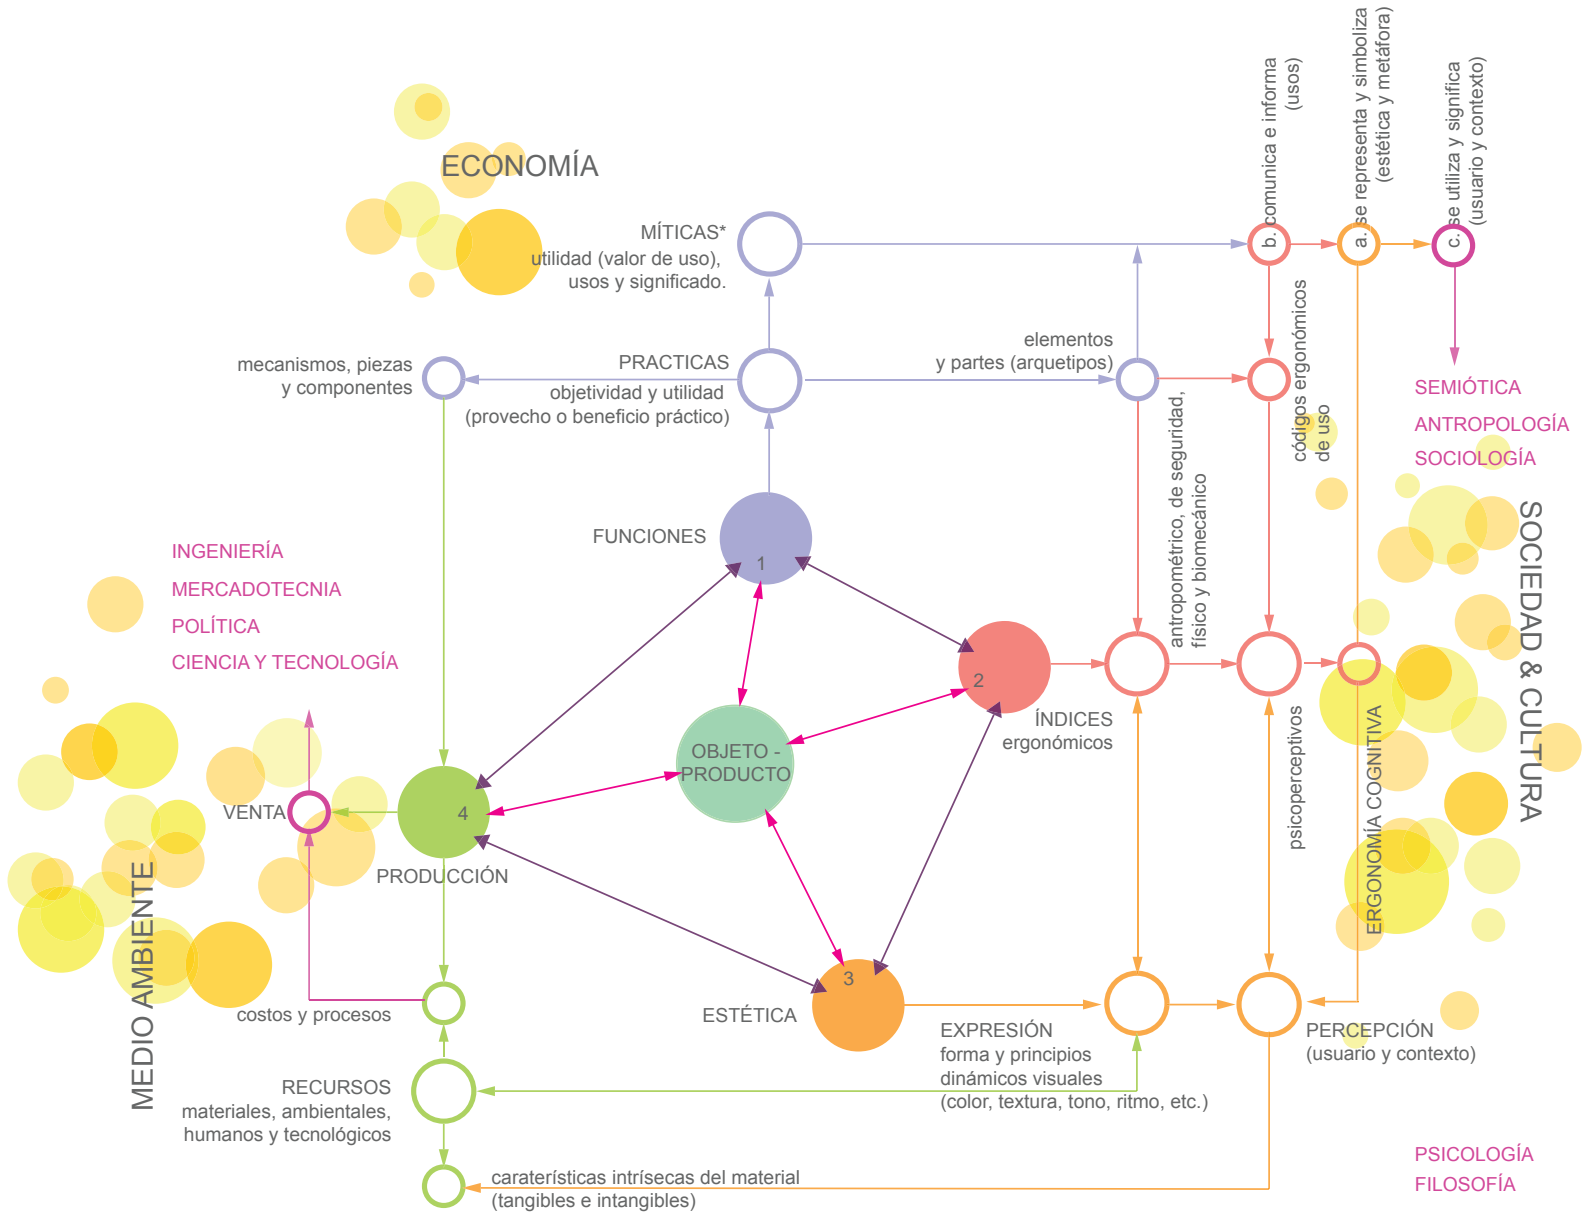 b. comunica e informa
(usos)
a. se representa y simboliza
(estética y metáfora)
c. se utiliza y significa
(usuario y contexto)
ECONOMÍA
MÍTICAS*
utilidad (valor de uso),
usos y significado.
mecanismos, piezas
y componentes
PRACTICAS
objetividad y utilidad
(provecho o beneficio práctico)
elementos
y partes (arquetipos)
códigos ergonómicos
de uso
SEMIÓTICA
ANTROPOLOGÍA
SOCIOLOGÍA
antropométrico, de seguridad,
físico y biomecánico
FUNCIONES
1
INGENIERÍA
MERCADOTECNIA
POLÍTICA
CIENCIA Y TECNOLOGÍA
SOCIEDAD & CULTURA
2
ÍNDICES
ergonómicos
OBJETO -
PRODUCTO
psicoperceptivos
ERGONOMÍA COGNITIVA
VENTA
4
PRODUCCIÓN
MEDIO AMBIENTE
3
ESTÉTICA
costos y procesos
EXPRESIÓN
forma y principios
dinámicos visuales
(color, textura, tono, ritmo, etc.)
PERCEPCIÓN
(usuario y contexto)
RECURSOS
materiales, ambientales,
humanos y tecnológicos
caraterísticas intrísecas del material
(tangibles e intangibles)
PSICOLOGÍA
FILOSOFÍA